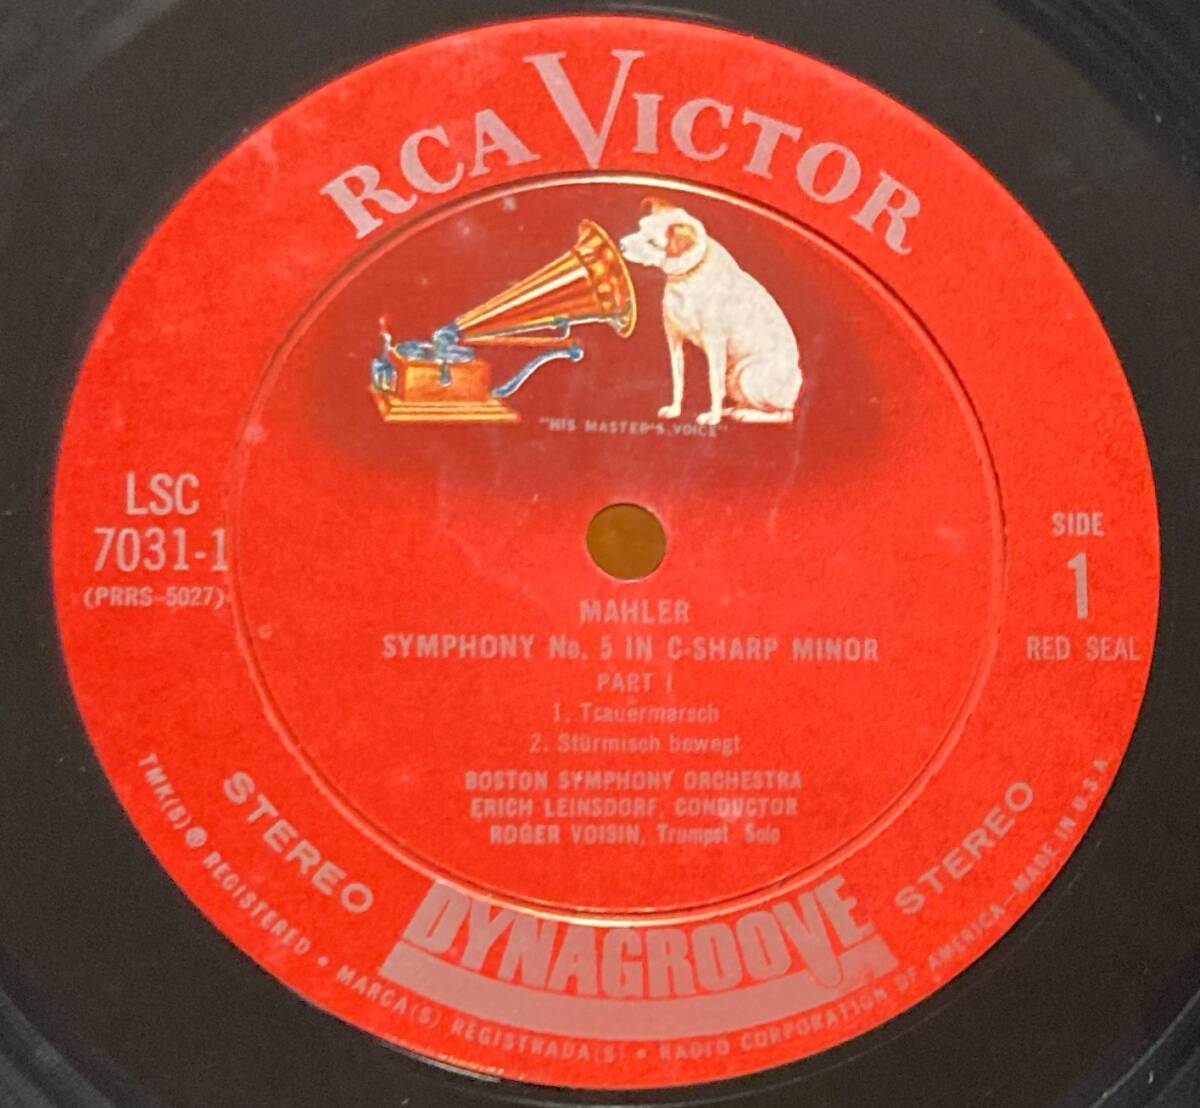 RCA VICTOR
"HIS MASTER'S VOICE"
LSC
7031-1
(PRRS-5027)
SIDE
1
RED SEAL
MAHLER
SYMPHONY No. 5 IN C-SHARP MINOR
PART I
1. Trauermarsch
2. Stürmisch bewegt
BOSTON SYMPHONY ORCHESTRA
ERICH LEINSDORF, CONDUCTOR
ROGER VOISIN, Trumpet Solo
STEREO
DYNAGROOVE
STEREO
TMK(S) ® REGISTERED • MARCA(S) REGISTRADA(S) • RADIO CORPORATION OF AMERICA—MADE IN U.S.A.